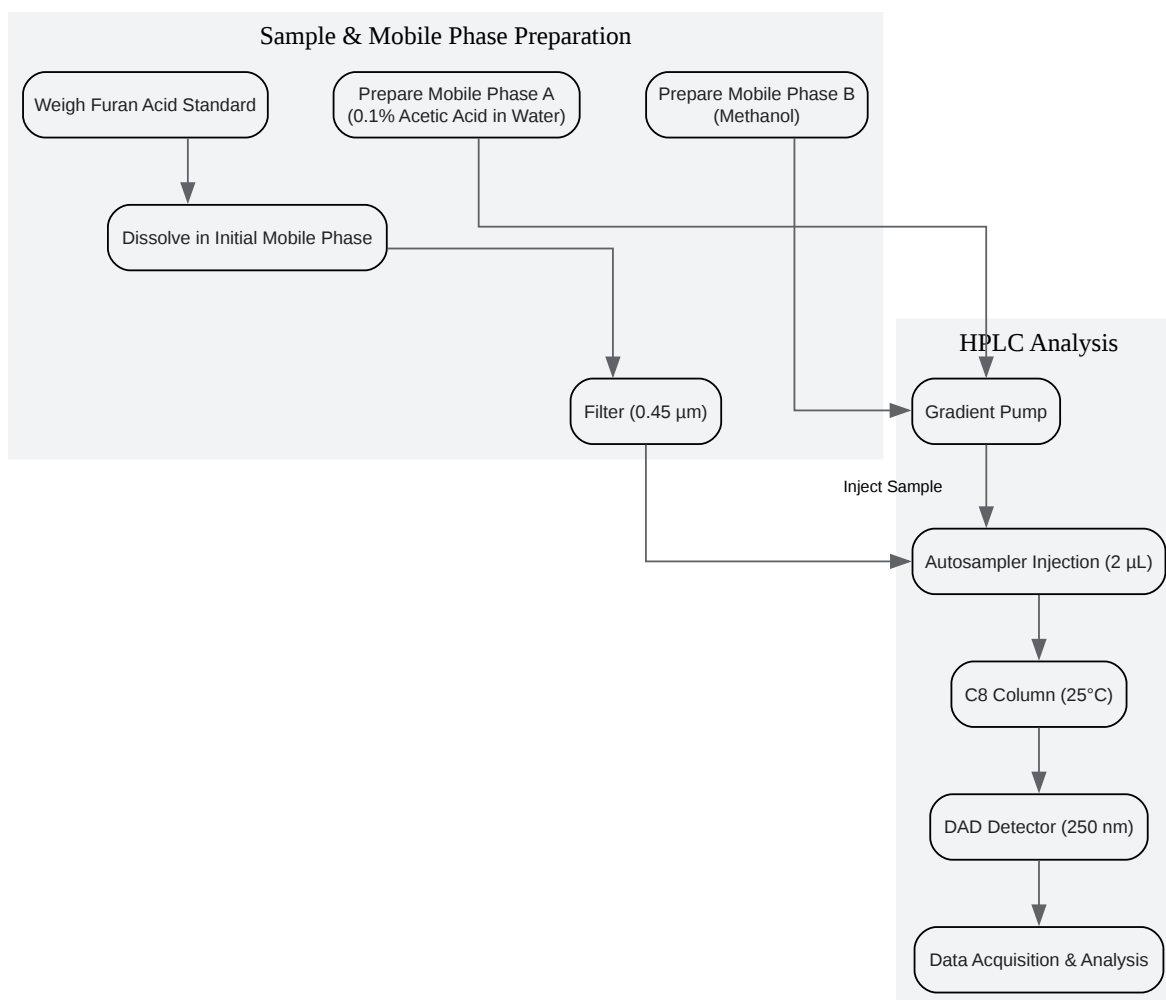 Sample & Mobile Phase Preparation
Weigh Furan Acid Standard
Prepare Mobile Phase A
(0.1% Acetic Acid in Water)
Prepare Mobile Phase B
(Methanol)
Dissolve in Initial Mobile Phase
HPLC Analysis
Filter (0.45 µm)
Gradient Pump
Inject Sample
Autosampler Injection (2 µL)
C8 Column (25°C)
DAD Detector (250 nm)
Data Acquisition & Analysis